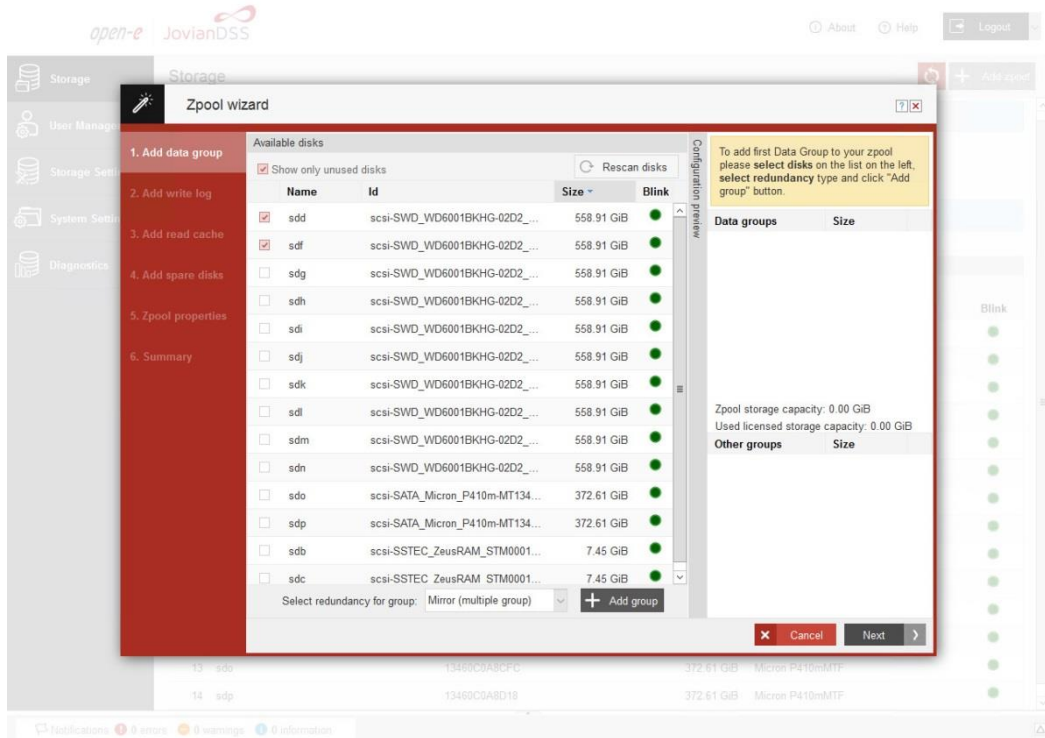 open-e JovianDSS
About Help Logout
Storage Storage Add zpool
Zpool wizard
User Manage
Storage Setti
System Settin
Diagnostics
1. Add data group
2. Add write log
3. Add read cache
4. Add spare disks
5. Zpool properties
6. Summary
Available disks
Show only unused disks Rescan disks
Name Id Size Blink
sdd scsi-SWD_WD6001BKHG-02D2_... 558.91 GiB
sdf scsi-SWD_WD6001BKHG-02D2_... 558.91 GiB
sdg scsi-SWD_WD6001BKHG-02D2_... 558.91 GiB
sdh scsi-SWD_WD6001BKHG-02D2_... 558.91 GiB
sdi scsi-SWD_WD6001BKHG-02D2_... 558.91 GiB
sdj scsi-SWD_WD6001BKHG-02D2_... 558.91 GiB
sdk scsi-SWD_WD6001BKHG-02D2_... 558.91 GiB
sdl scsi-SWD_WD6001BKHG-02D2_... 558.91 GiB
sdm scsi-SWD_WD6001BKHG-02D2_... 558.91 GiB
sdn scsi-SWD_WD6001BKHG-02D2_... 558.91 GiB
sdo scsi-SATA_Micron_P410m-MT134... 372.61 GiB
sdp scsi-SATA_Micron_P410m-MT134... 372.61 GiB
sdb scsi-SSTEC_ZeusRAM_STM0001... 7.45 GiB
sdc scsi-SSTEC_ZeusRAM_STM0001... 7.45 GiB
Select redundancy for group: Mirror (multiple group) Add group
Configuration preview
To add first Data Group to your zpool
please select disks on the list on the left,
select redundancy type and click "Add
group" button.
Data groups Size
Zpool storage capacity: 0.00 GiB
Used licensed storage capacity: 0.00 GiB
Other groups Size
Cancel Next
Blink
13 sdo 13460C0A8CFC 372.61 GiB Micron P410mMTF
14 sdp 13460C0A8D18 372.61 GiB Micron P410mMTF
Notifications 0 errors 0 warnings 0 information